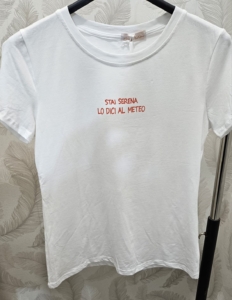 STAI SERENA
LO DICI AL METEO